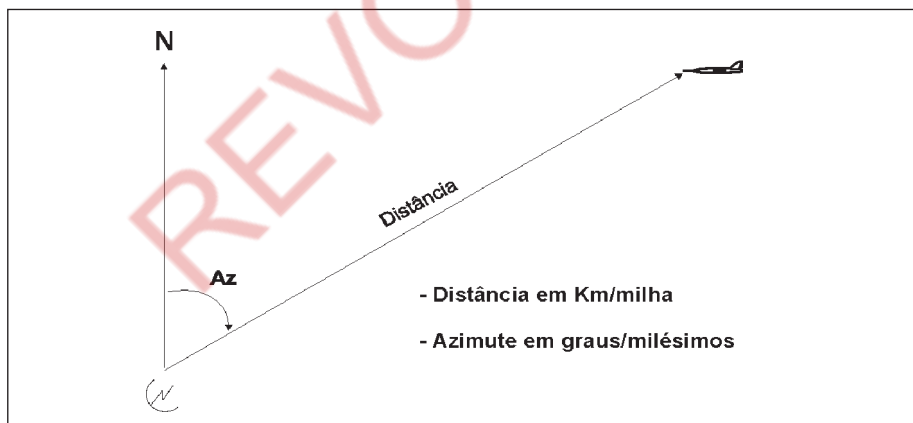 REVO
N
Distância
Az
- Distância em Km/milha
- Azimute em graus/milésimos